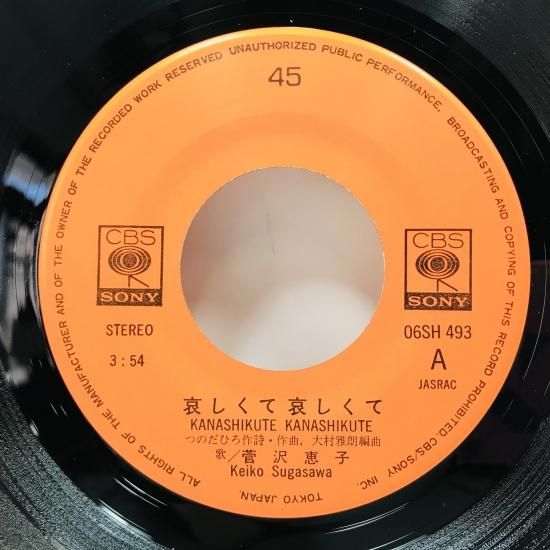 ALL RIGHTS OF THE MANUFACTURER AND OF THE OWNER OF THE RECORDED WORK RESERVED UNAUTHORIZED PUBLIC PERFORMANCE, BROADCASTING AND COPYING OF THIS RECORD PROHIBITED CBS/SONY INC. TOKYO JAPAN.
45
CBS
SONY
CBS
SONY
STEREO
3:54
06SH 493
A
JASRAC
哀しくて哀しくて
KANASHIKUTE KANASHIKUTE
つのだひろ作詩・作曲, 大村雅朗編曲
歌/菅沢恵子
Keiko Sugasawa